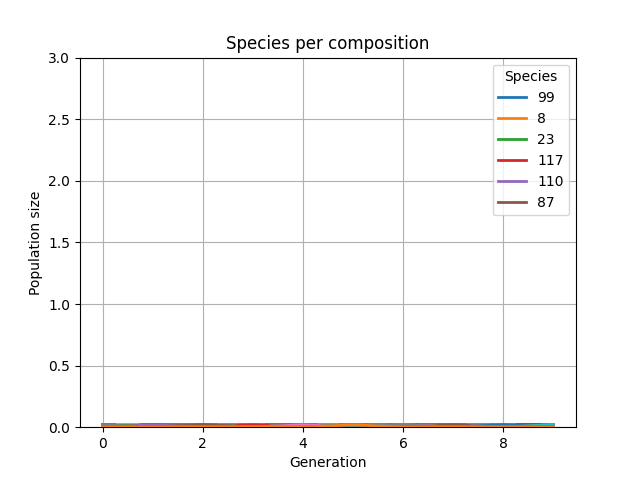 Species per composition
3.0
2.5
2.0
1.5
1.0
0.5
0.0
Population size
Species
99
8
23
117
110
87
0 2 4 6 8
Generation